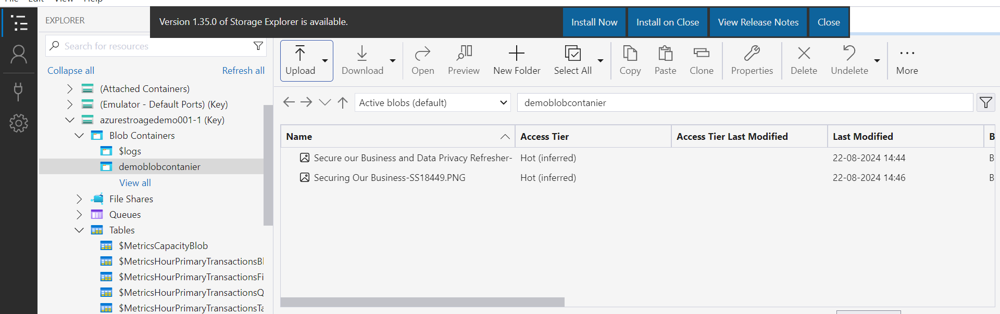 File Edit View Help
EXPLORER
Version 1.35.0 of Storage Explorer is available.
Install Now
Install on Close
View Release Notes
Close
Search for resources
Collapse all
Refresh all
(Attached Containers)
(Emulator - Default Ports) (Key)
azurestroagedemo001-1 (Key)
Blob Containers
$logs
demoblobcontanier
View all
File Shares
Queues
Tables
$MetricsCapacityBlob
$MetricsHourPrimaryTransactionsBl
$MetricsHourPrimaryTransactionsFi
$MetricsHourPrimaryTransactionsQ
$MetricsHourPrimaryTransactionsTa
Upload
Download
Open
Preview
New Folder
Select All
Copy
Paste
Clone
Properties
Delete
Undelete
More
Active blobs (default)
demoblobcontanier
Name Access Tier Access Tier Last Modified Last Modified B
Secure our Business and Data Privacy Refresher- Hot (inferred) 22-08-2024 14:44 B
Securing Our Business-SS18449.PNG Hot (inferred) 22-08-2024 14:46 B